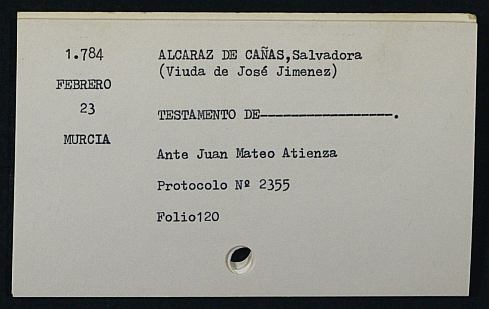 1.784
FEBRERO
23
MURCIA
ALCARAZ DE CAÑAS,Salvadora
(Viuda de José Jimenez)
TESTAMENTO DE-----------------.
Ante Juan Mateo Atienza
Protocolo Nº 2355
Folio120